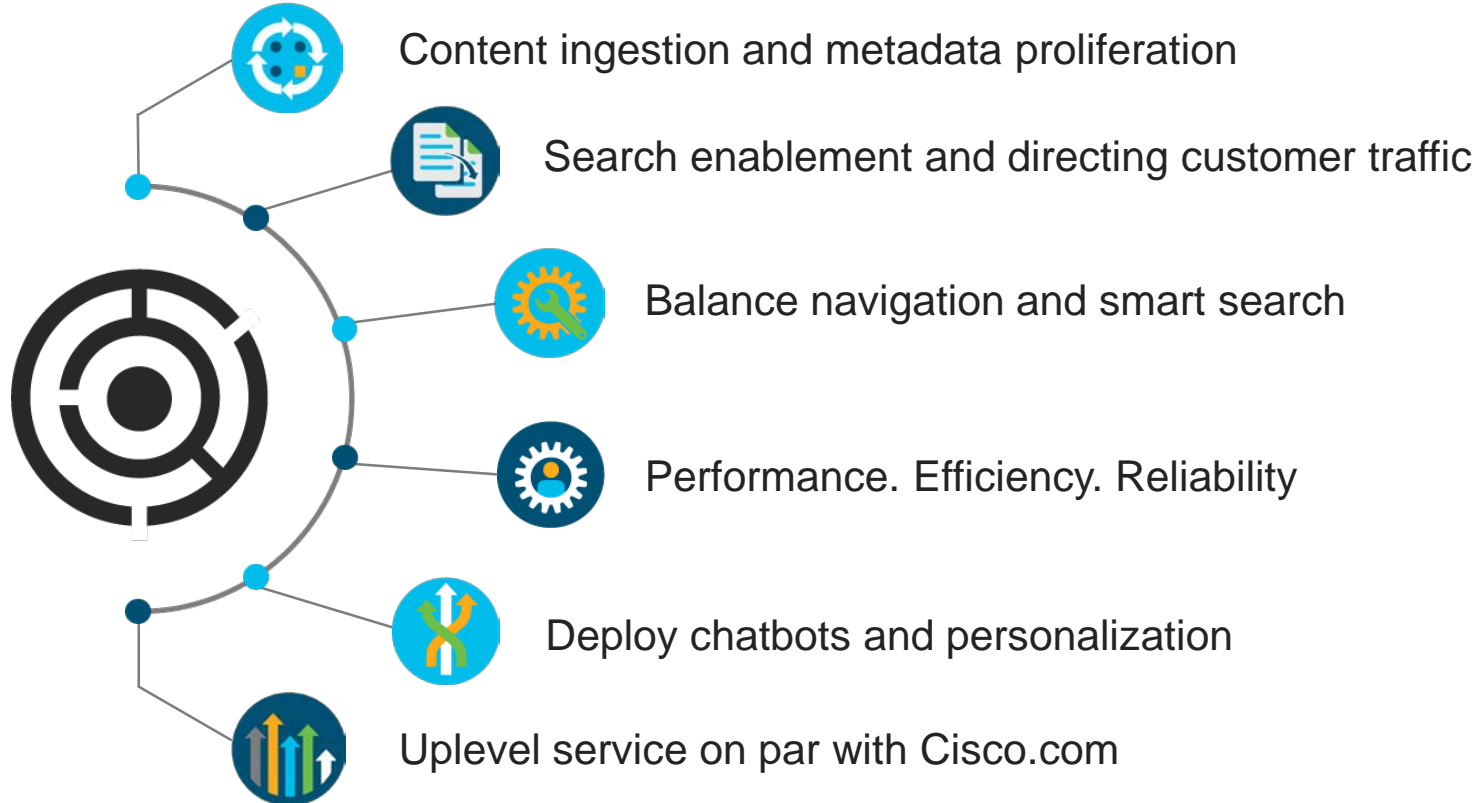 Content ingestion and metadata proliferation
Search enablement and directing customer traffic
Balance navigation and smart search
Performance. Efficiency. Reliability
Deploy chatbots and personalization
Uplevel service on par with Cisco.com